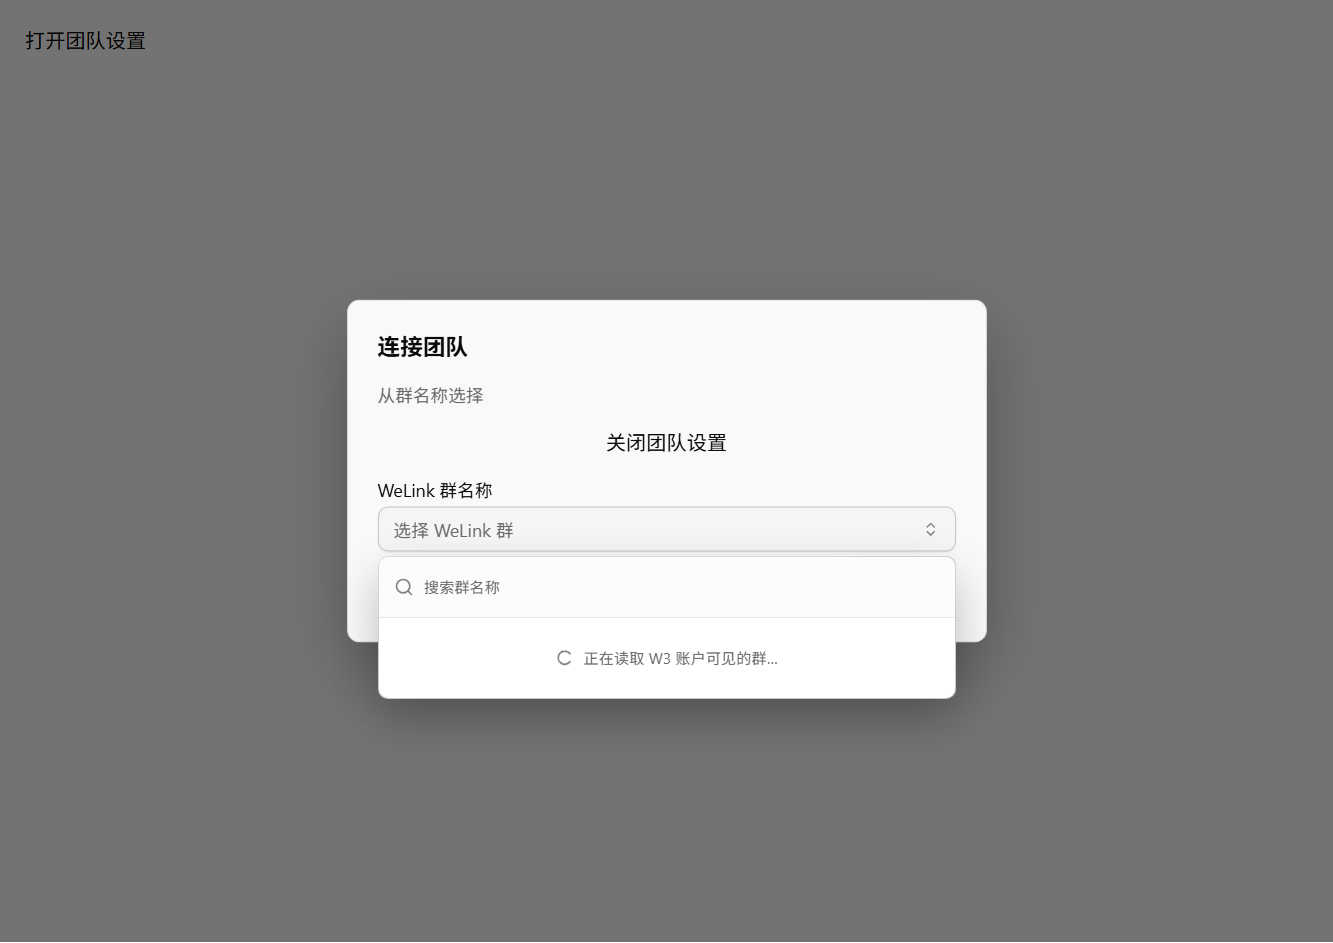 打开团队设置
连接团队
从群名称选择
关闭团队设置
WeLink 群名称
选择 WeLink 群
搜索群名称
正在读取 W3 账户可见的群...